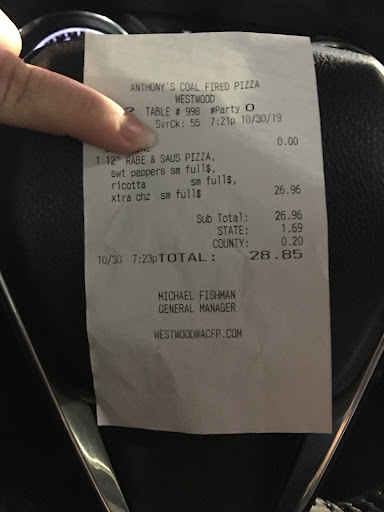 ANTHONY'S COAL FIRED PIZZA
WESTWOOD
TABLE # 998 #Party 0
SvrCk: 55 7:21p 10/30/19
0.00
1 12" RABE & SAUS PIZZA,
swt peppers sm full$,
ricotta sm full$,
xtra chz sm full$ 26.96
Sub Total: 26.96
STATE: 1.69
COUNTY: 0.20
10/30 7:23pTOTAL: 28.85
MICHAEL FISHMAN
GENERAL MANAGER
WESTWOOD@ACFP.COM